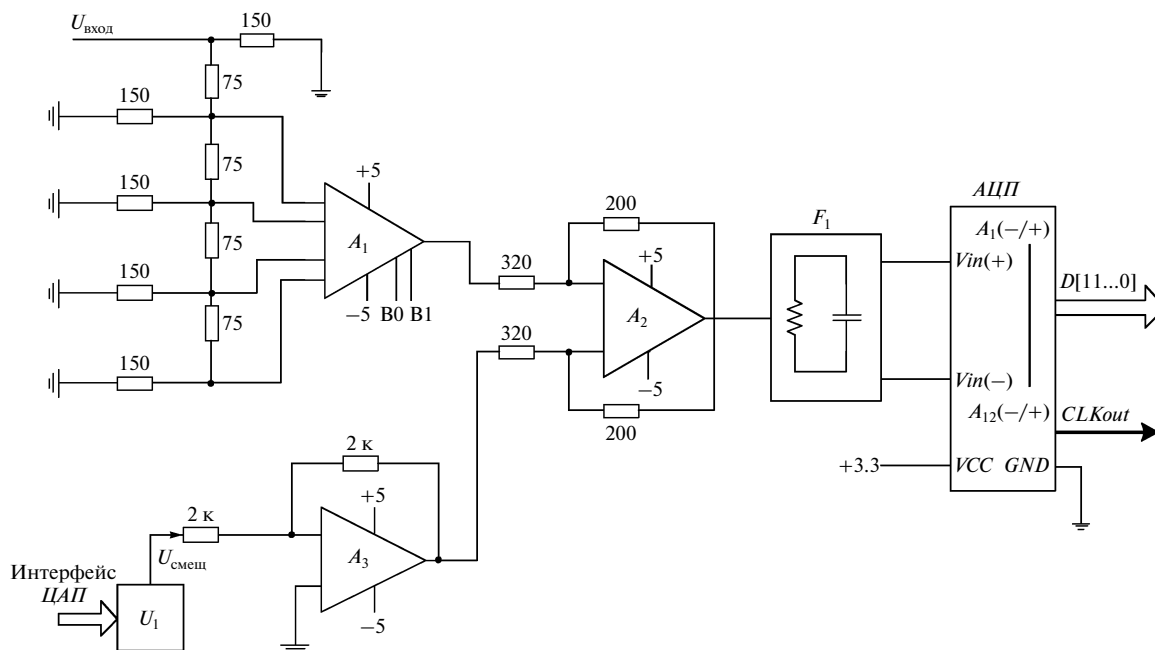 U вход
150
75
150
75
150
75
150
75
150
+5
A1
−5
B0
B1
320
320
200
+5
A2
−5
200
F1
АЦП
A1(−/+)
Vin(+)
Vin(−)
A12(−/+)
VCC GND
+3.3
D[11...0]
CLKout
2 к
2 к
+5
A3
−5
U смещ
Интерфейс
ЦАП
U1